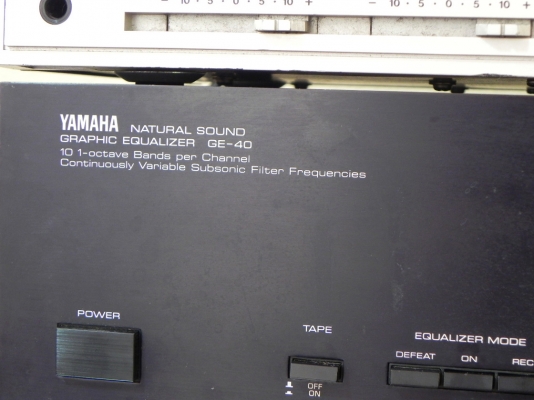 - 10 · 5 · 0 · 5 · 10 + - 10 · 5 · 0 · 5 · 10 +
YAMAHA NATURAL SOUND
GRAPHIC EQUALIZER GE-40
10 1-octave Bands per Channel
Continuously Variable Subsonic Filter Frequencies
POWER
TAPE
OFF
ON
EQUALIZER MODE
DEFEAT ON REC